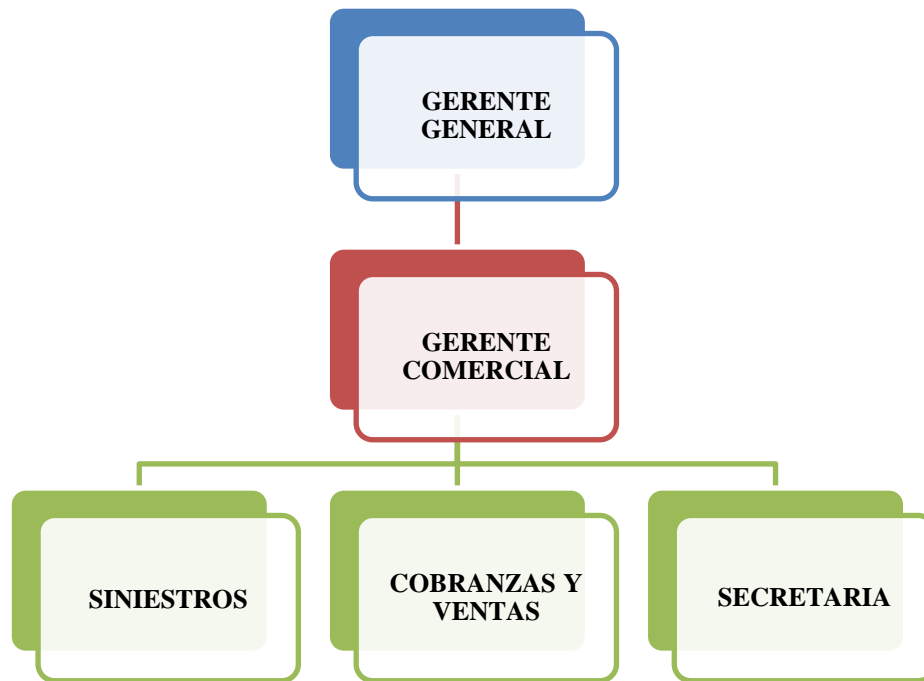 GERENTE
GENERAL
GERENTE
COMERCIAL
SINIESTROS
COBRANZAS Y
VENTAS
SECRETARIA